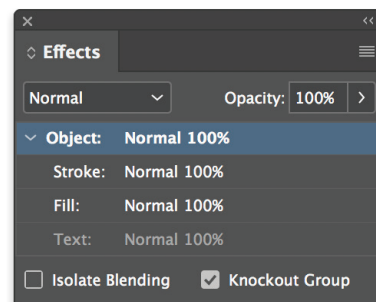 Effects
Normal Opacity: 100%
Object: Normal 100%
Stroke: Normal 100%
Fill: Normal 100%
Text: Normal 100%
Isolate Blending Knockout Group